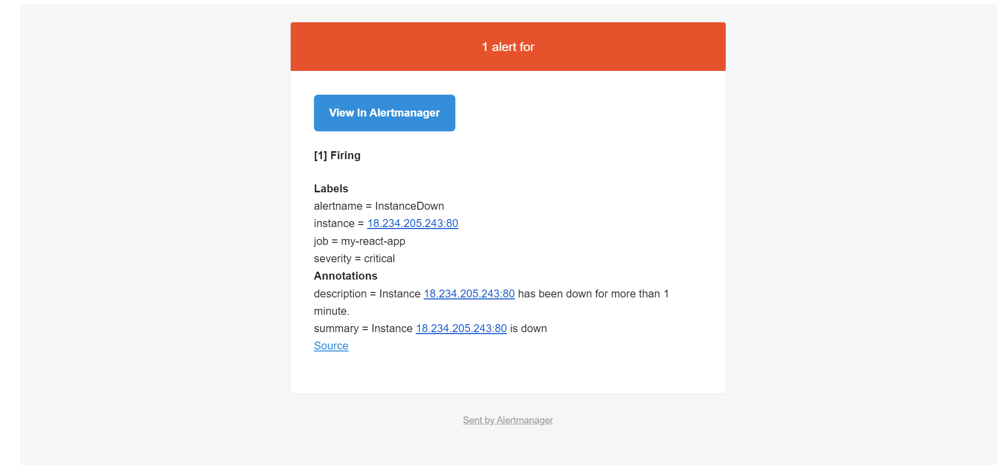 1 alert for
View In Alertmanager
[1] Firing
Labels
alertname = InstanceDown
instance = 18.234.205.243:80
job = my-react-app
severity = critical
Annotations
description = Instance 18.234.205.243:80 has been down for more than 1
minute.
summary = Instance 18.234.205.243:80 is down
Source
Sent by Alertmanager